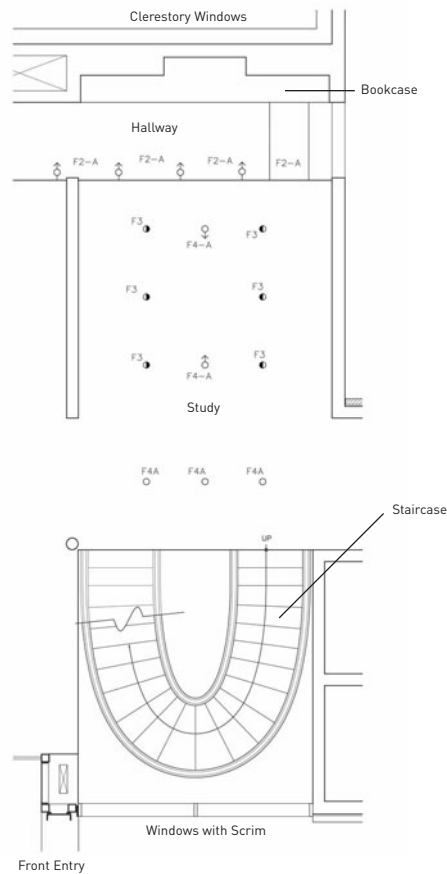 Clerestory Windows
Bookcase
Hallway
F2-A F2-A F2-A F2-A
F3 F3
F4-A
F3 F3
F3 F3
F4-A
Study
F4A F4A F4A
Staircase
UP
Windows with Scrim
Front Entry